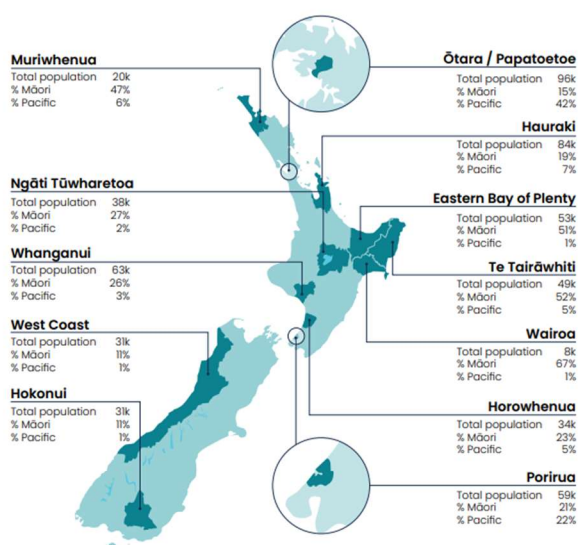 Muriwhenua
Total population 20k
% Māori 47%
% Pacific 6%
Ngāti Tūwharetoa
Total population 38k
% Māori 27%
% Pacific 2%
Whanganui
Total population 63k
% Māori 26%
% Pacific 3%
West Coast
Total population 31k
% Māori 11%
% Pacific 1%
Hokonui
Total population 31k
% Māori 11%
% Pacific 1%
Ōtara / Papatoetoe
Total population 96k
% Māori 15%
% Pacific 42%
Hauraki
Total population 84k
% Māori 19%
% Pacific 7%
Eastern Bay of Plenty
Total population 53k
% Māori 51%
% Pacific 1%
Te Tairāwhiti
Total population 49k
% Māori 52%
% Pacific 5%
Wairoa
Total population 8k
% Māori 67%
% Pacific 1%
Horowhenua
Total population 34k
% Māori 23%
% Pacific 5%
Porirua
Total population 59k
% Māori 21%
% Pacific 22%